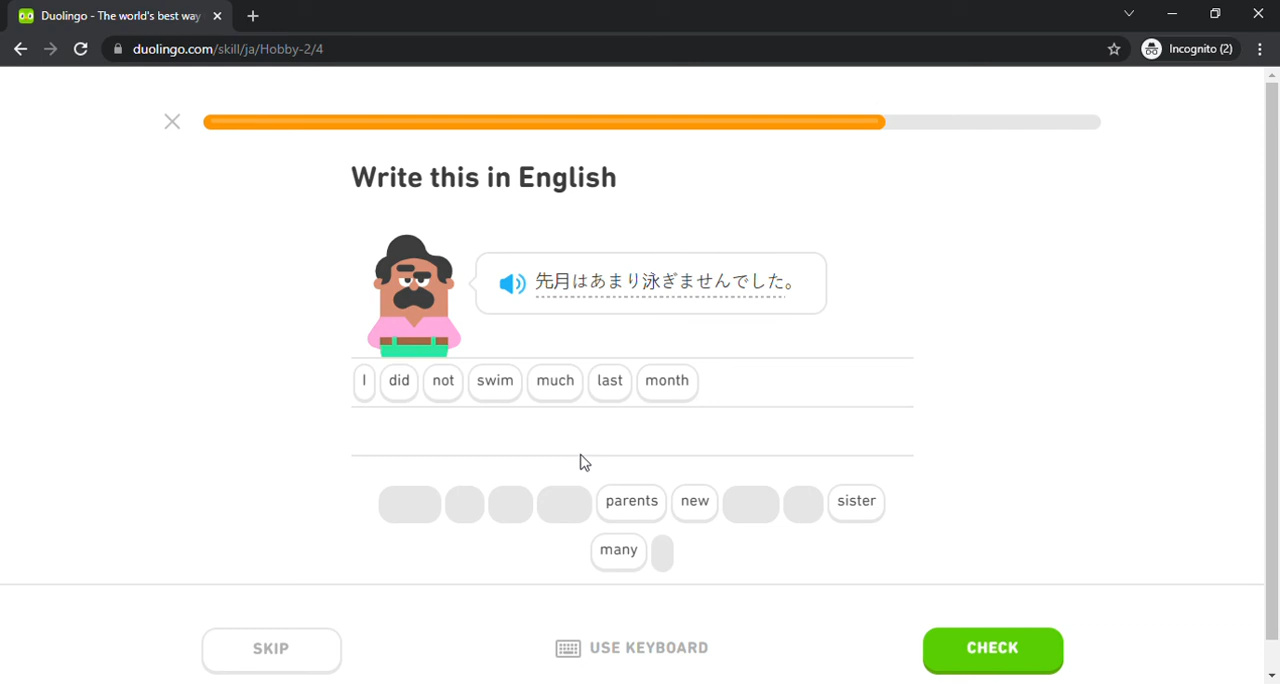 Duolingo - The world's best way
duolingo.com/skill/ja/Hobby-2/4
Incognito (2)
Write this in English
先月はあまり泳ぎませんでした。
I did not swim much last month
parents new sister
many
SKIP
USE KEYBOARD
CHECK